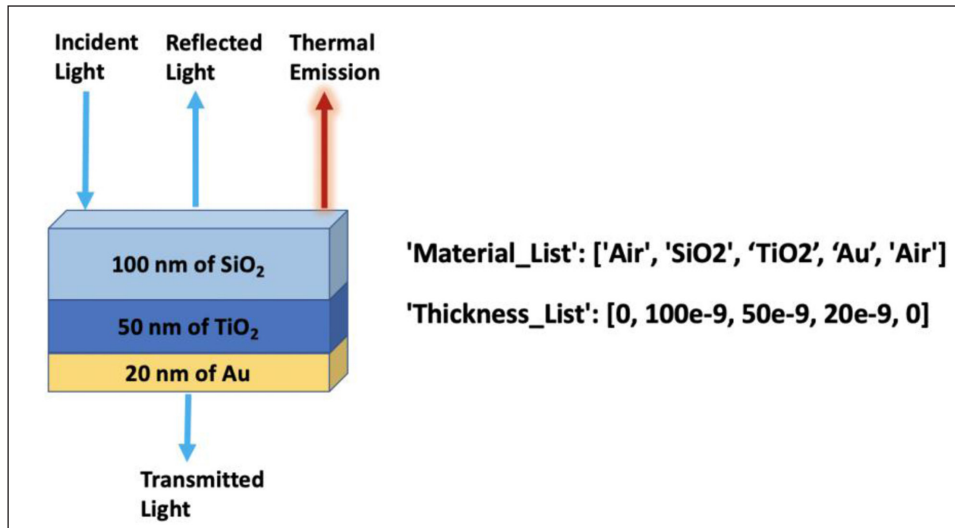 Incident Light
Reflected Light
Thermal Emission
100 nm of SiO₂
50 nm of TiO₂
20 nm of Au
Transmitted Light
'Material_List': ['Air', 'SiO2', ‘TiO2’, ‘Au’, 'Air']
'Thickness_List': [0, 100e-9, 50e-9, 20e-9, 0]